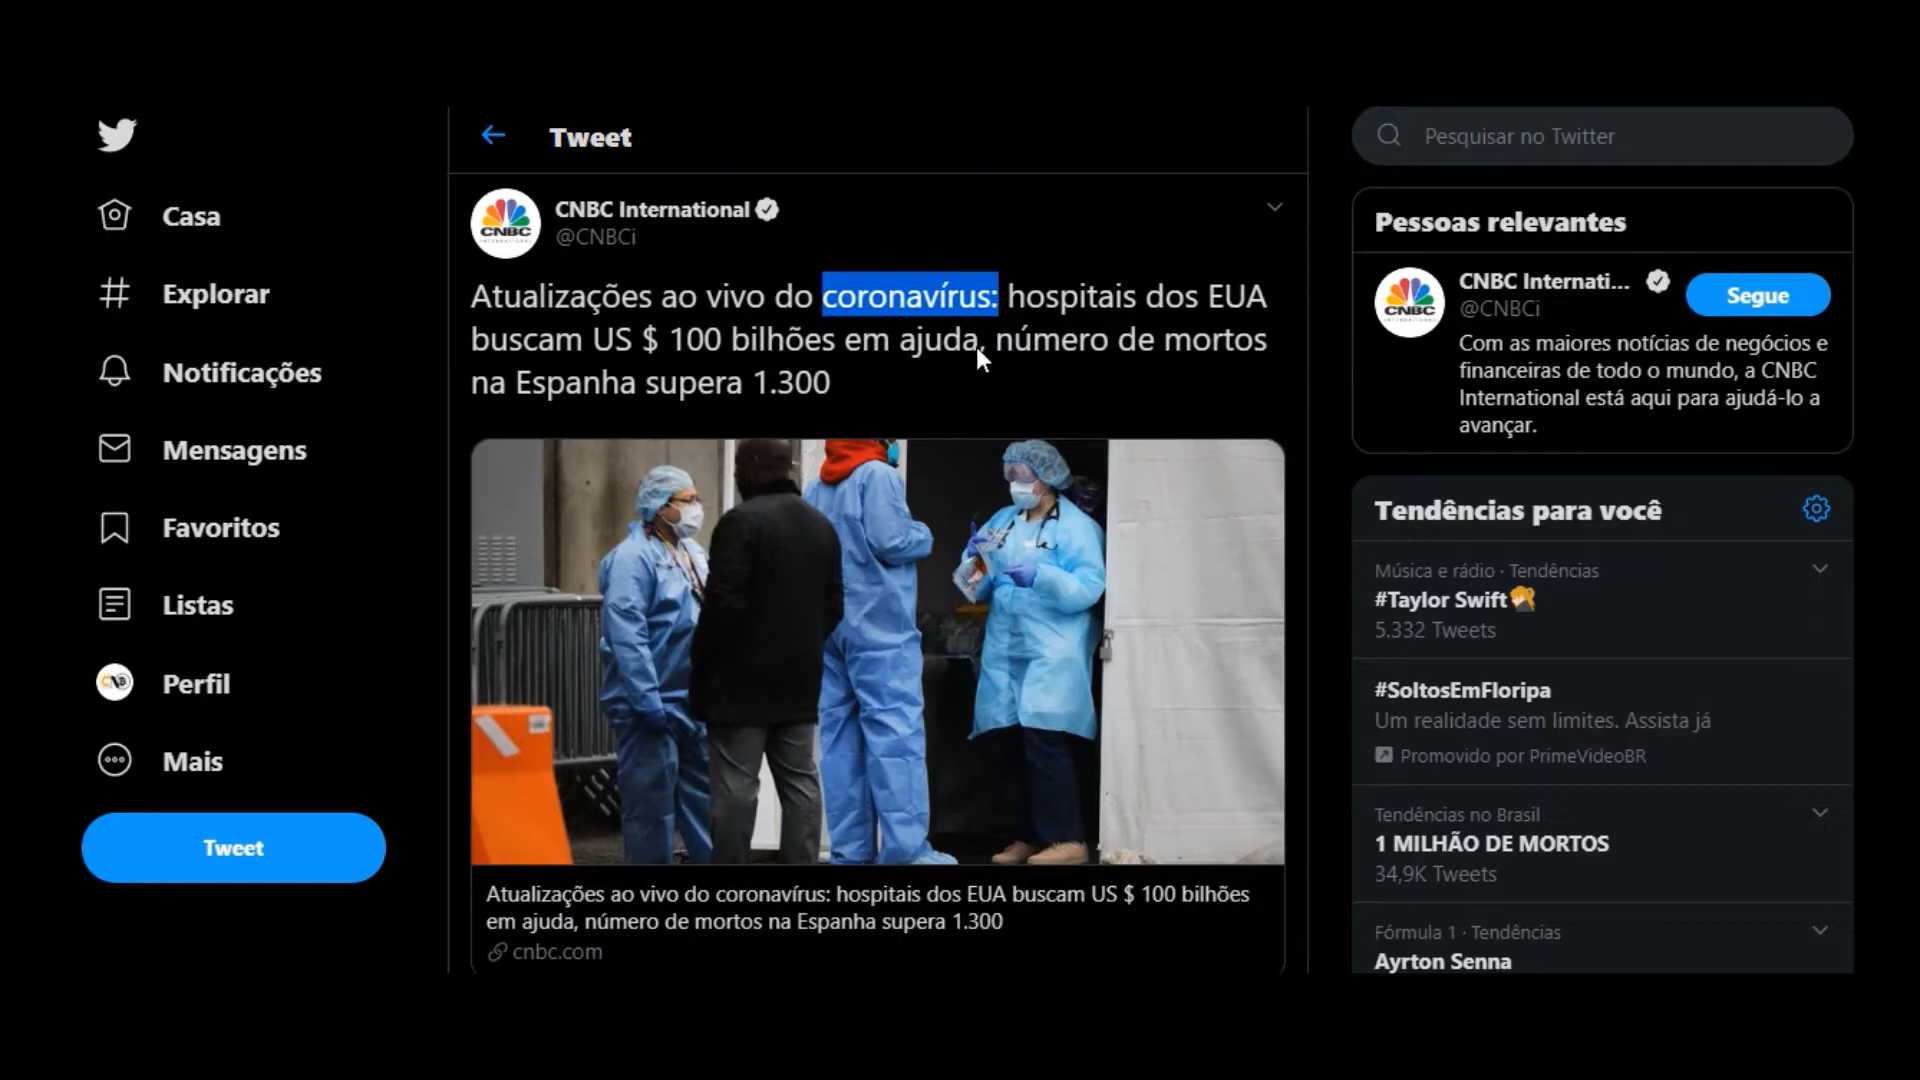 Casa
Explorar
Notificações
Mensagens
Favoritos
Listas
Perfil
Mais
Tweet
Tweet
CNBC
INTERNATIONAL
CNBC International
@CNBCi
Atualizações ao vivo do coronavírus: hospitais dos EUA
buscam US $ 100 bilhões em ajuda, número de mortos
na Espanha supera 1.300
Atualizações ao vivo do coronavírus: hospitais dos EUA buscam US $ 100 bilhões
em ajuda, número de mortos na Espanha supera 1.300
cnbc.com
Pesquisar no Twitter
Pessoas relevantes
CNBC
CNBC Internati...
@CNBCi
Segue
Com as maiores notícias de negócios e
financeiras de todo o mundo, a CNBC
International está aqui para ajudá-lo a
avançar.
Tendências para você
Música e rádio · Tendências
#Taylor Swift
5.332 Tweets
#SoltosEmFloripa
Um realidade sem limites. Assista já
Promovido por PrimeVideoBR
Tendências no Brasil
1 MILHÃO DE MORTOS
34,9K Tweets
Fórmula 1 · Tendências
Ayrton Senna